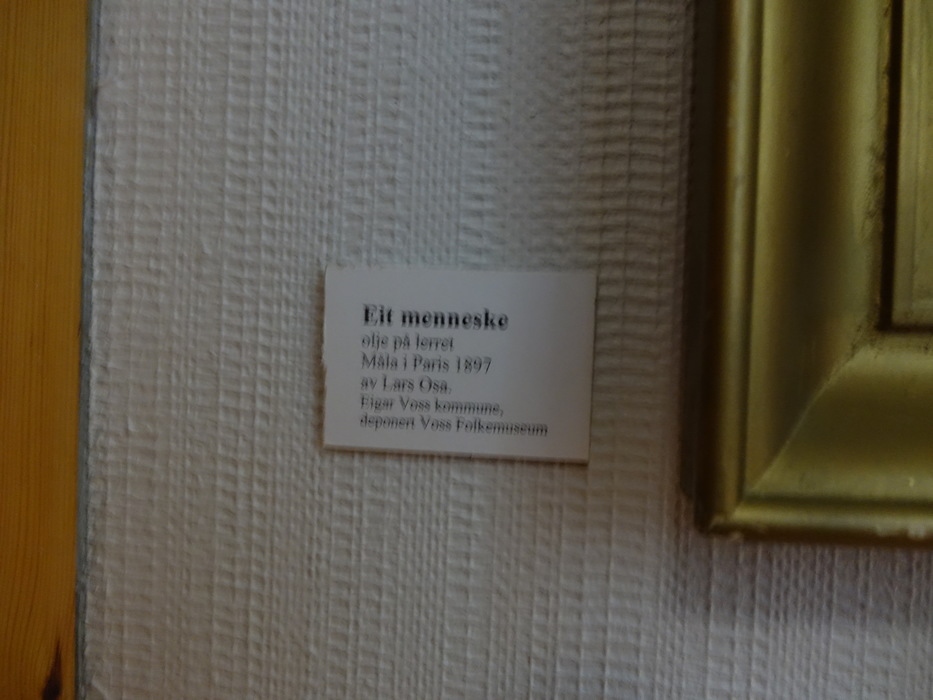 Eit menneske
olje på lerret
Måla i Paris 1897
av Lars Osa.
Eigar Voss kommune,
deponert Voss Folkemuseum